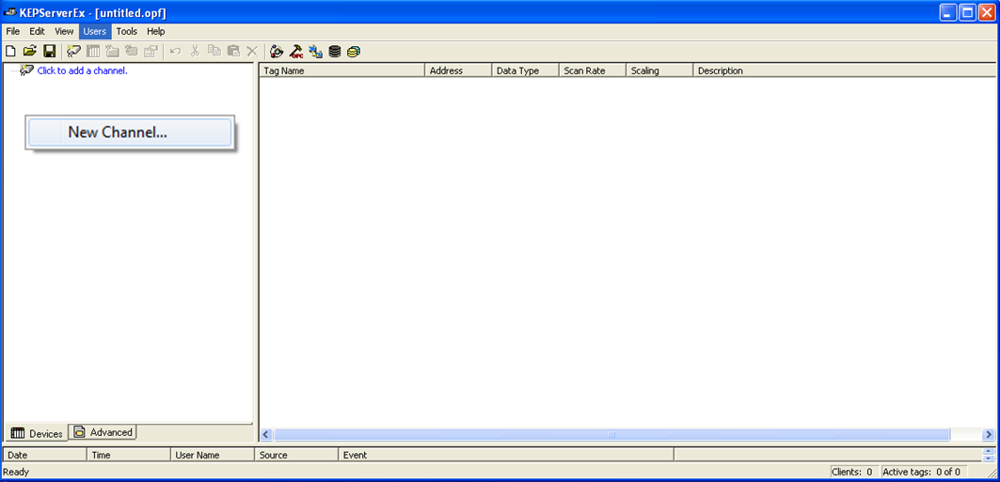 KEPServerEx - [untitled.opf]
File Edit View Users Tools Help
OPC
Click to add a channel.
Tag Name Address Data Type Scan Rate Scaling Description
New Channel...
Devices Advanced
Date Time User Name Source Event
Ready Clients: 0 Active tags: 0 of 0